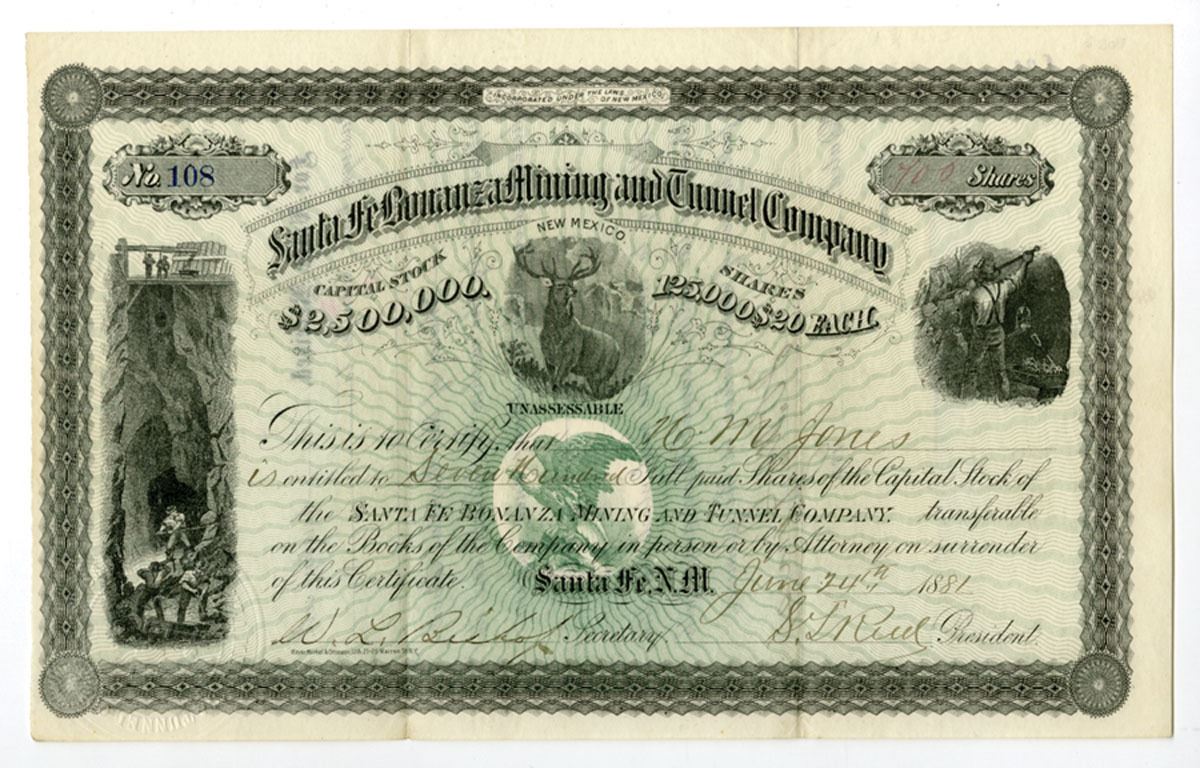 INCORPORATED UNDER THE LAWS
OF NEW MEXICO.
No. 108
700 Shares
Santa Fe Bonanza Mining and Tunnel Company
NEW MEXICO.
CAPITAL STOCK
$2,500,000.
SHARES
125,000 $20 EACH.
UNASSESSABLE
This is to Certify, that Jones
is entitled to Seven Hundred Full paid Shares of the Capital Stock of
the SANTA FE BONANZA MINING AND TUNNEL COMPANY. transferable
on the Books of the Company in person or by Attorney on surrender
of this Certificate.
Santa Fe, N.M. June 24th 1881
W. L. Bishop Secretary
President